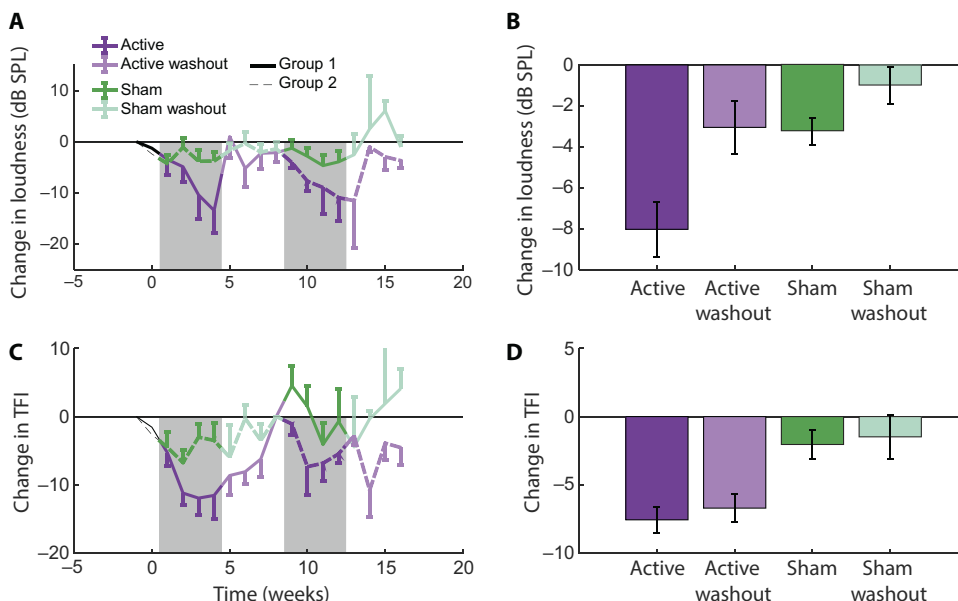 A
Active
Active washout
Sham
Sham washout
Group 1
Group 2
Change in loudness (dB SPL)
10
0
−10
−20
−5
0
5
10
15
20
B
Change in loudness (dB SPL)
0
−2
−4
−6
−8
−10
Active
Active
washout
Sham
Sham
washout
C
Change in TFI
10
0
−10
−20
−5
0
5
10
15
20
Time (weeks)
D
Change in TFI
5
0
−5
−10
Active
Active
washout
Sham
Sham
washout